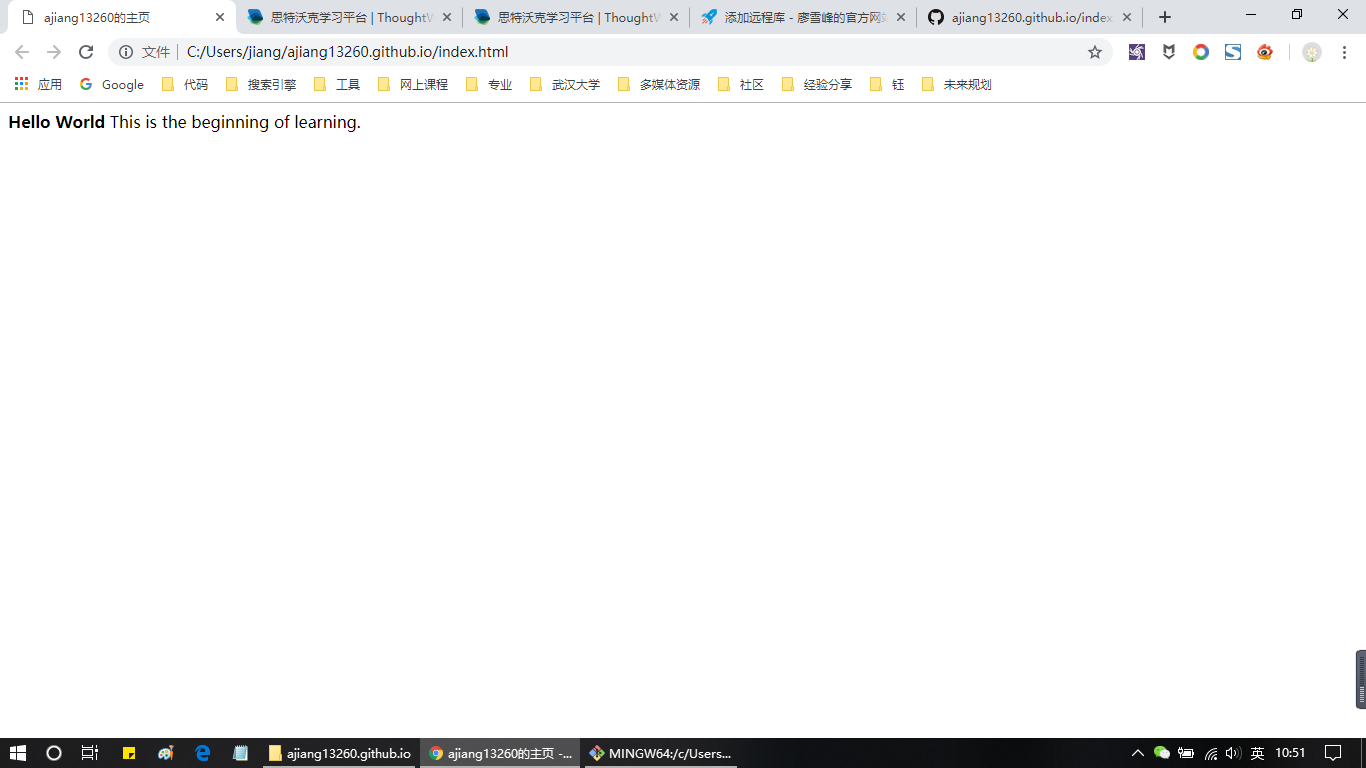 ajiang13260的主页
思特沃克学习平台 | Thought
思特沃克学习平台 | Thought
添加远程库 - 廖雪峰的官方网
ajiang13260.github.io/index
文件 C:/Users/jiang/ajiang13260.github.io/index.html
应用 Google 代码 搜索引擎 工具 网上课程 专业 武汉大学 多媒体资源 社区 经验分享 钰 未来规划
Hello World This is the beginning of learning.
ajiang13260.github.io ajiang13260的主页 -... MINGW64:/c/Users... 英 10:51